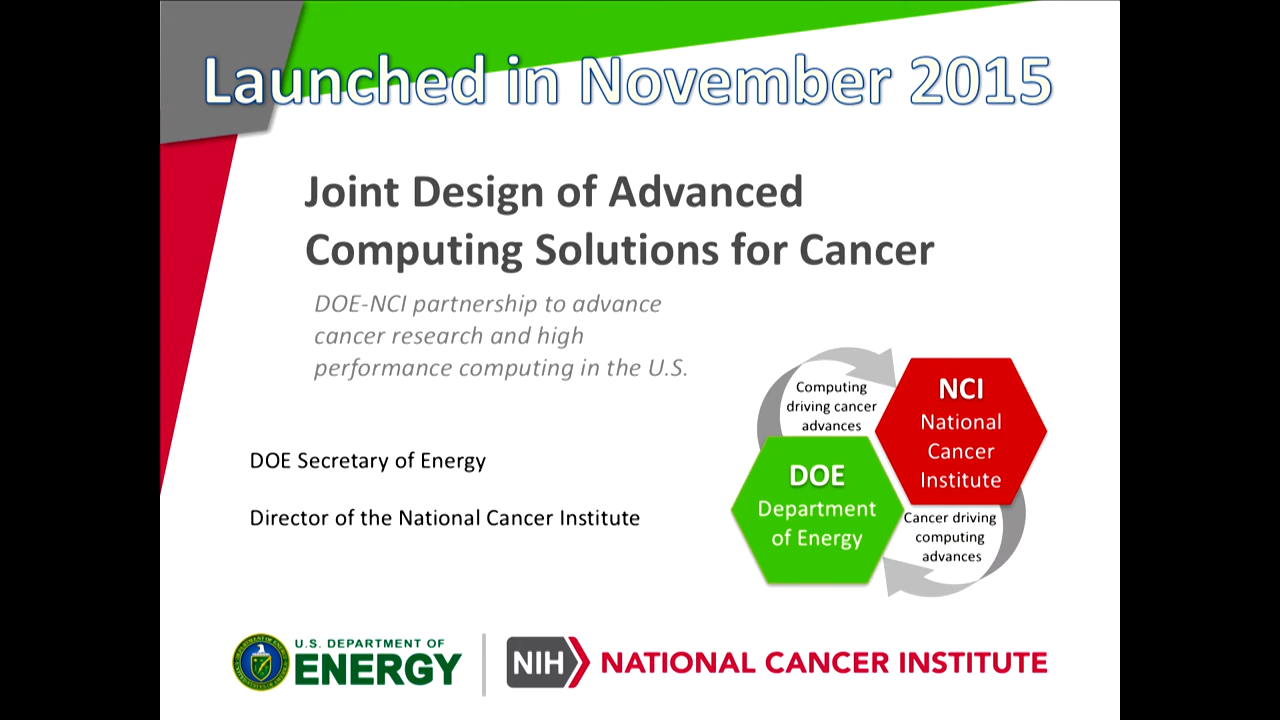 Launched in November 2015
Joint Design of Advanced
Computing Solutions for Cancer
DOE-NCI partnership to advance
cancer research and high
performance computing in the U.S.
Computing
driving cancer
advances
NCI
National
Cancer
Institute
DOE Secretary of Energy
DOE
Department
of Energy
Director of the National Cancer Institute
Cancer driving
computing
advances
U.S. DEPARTMENT OF
ENERGY
NIH
NATIONAL CANCER INSTITUTE